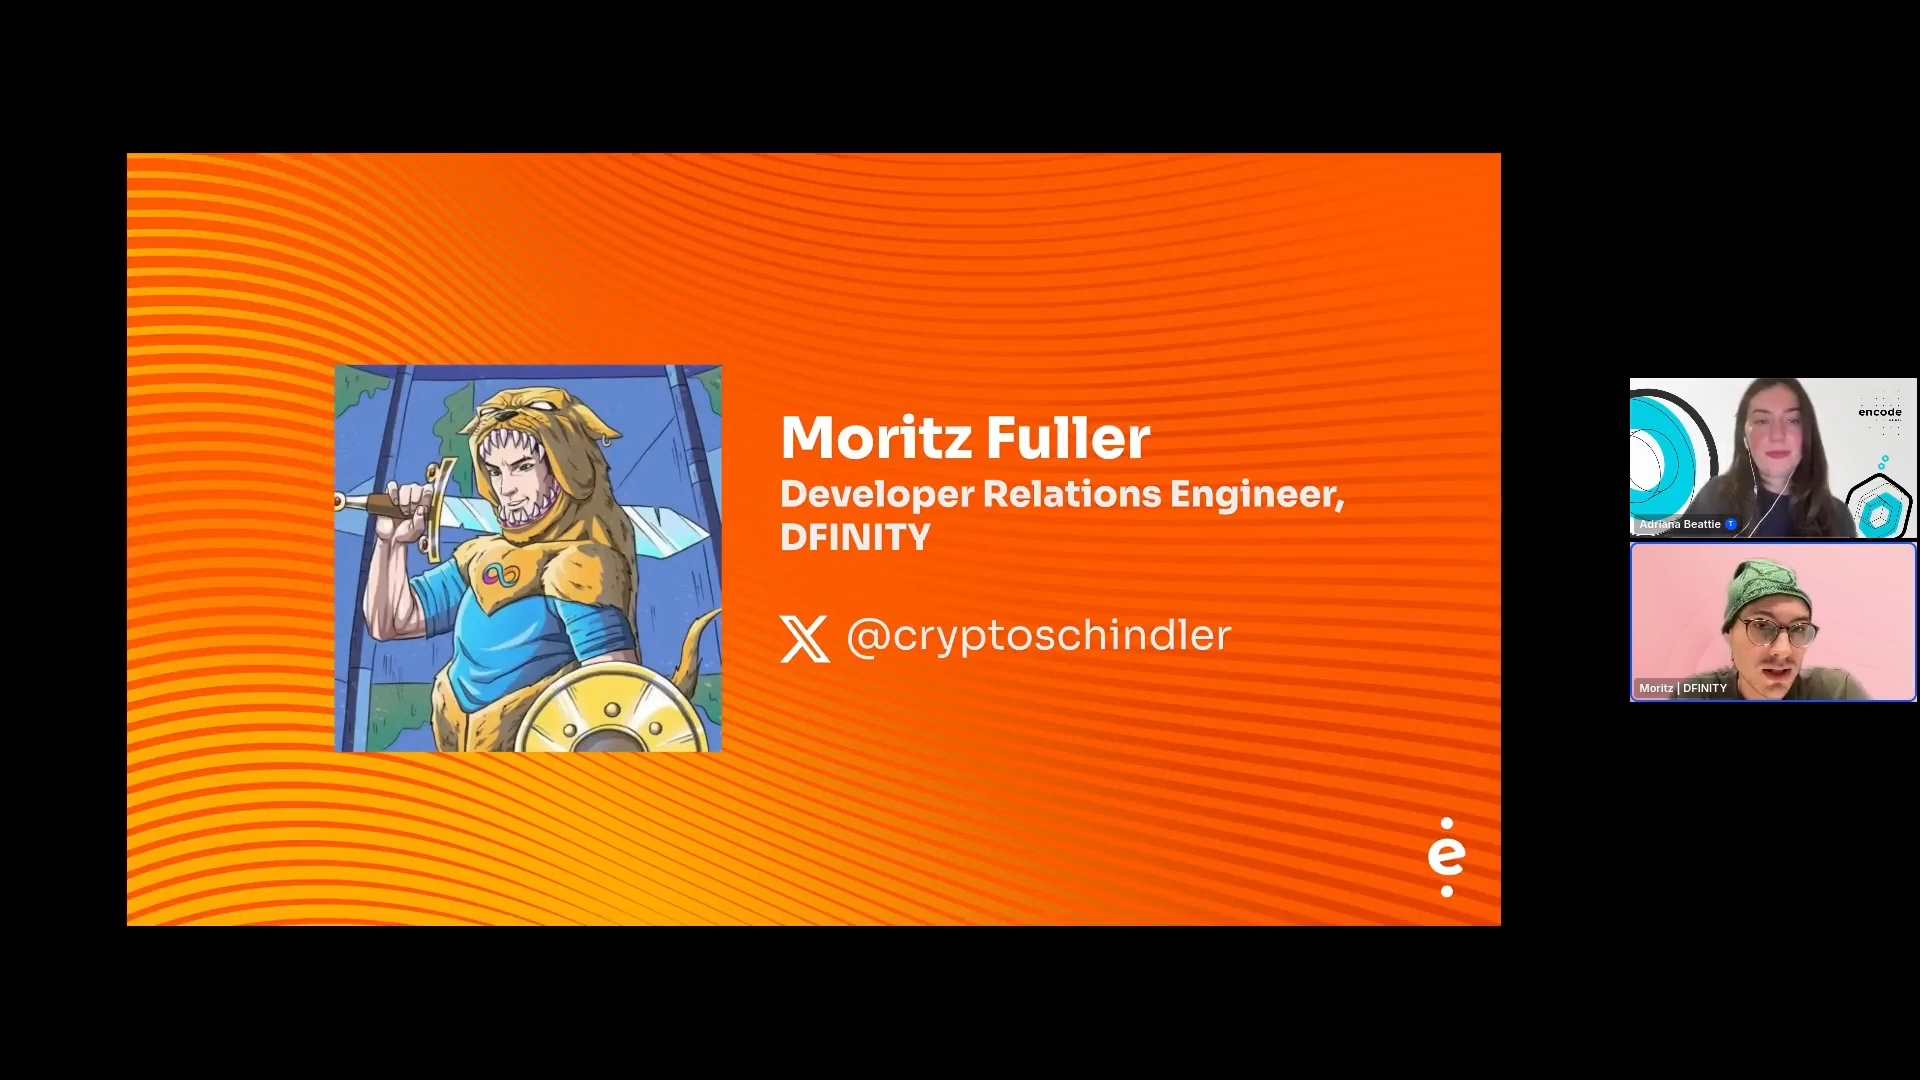 Moritz Fuller
Developer Relations Engineer,
DFINITY
X @cryptoschindler
e
encode
Adriana Beattie T
Moritz | DFINITY